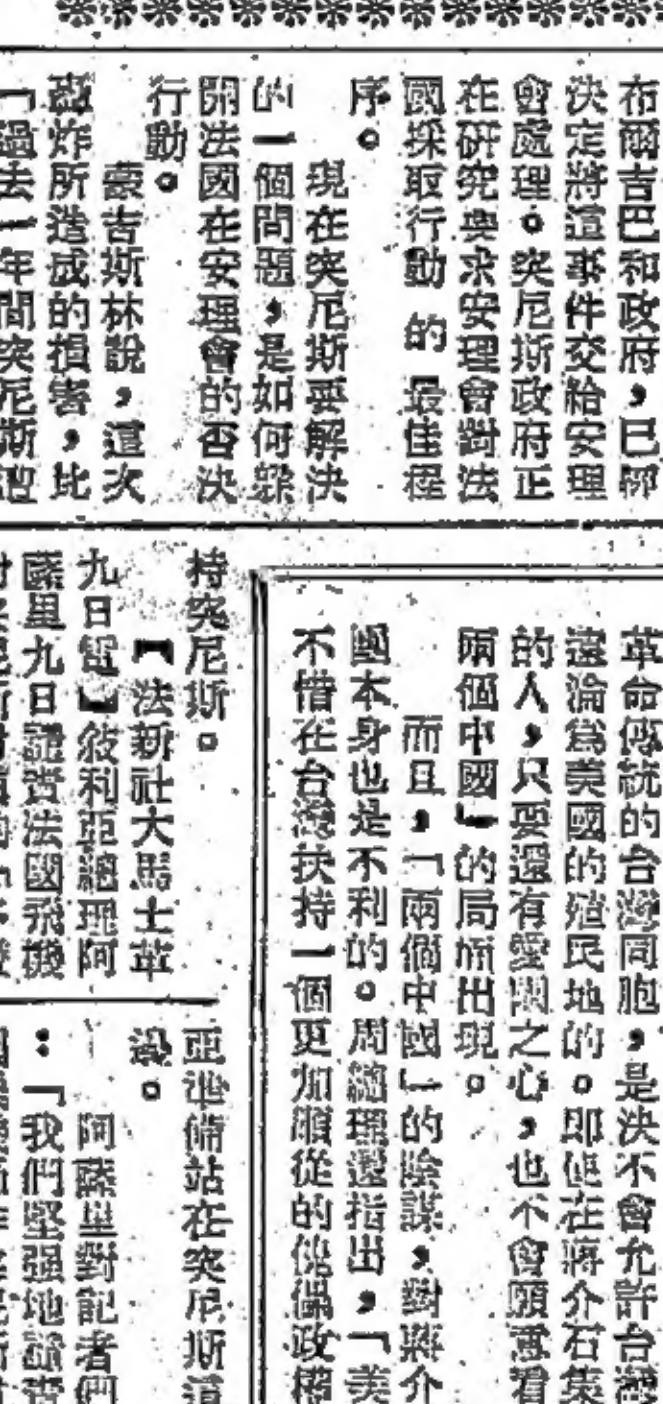 布爾吉巴和政府，已
決定將這事件交給安理
會處理。突尼斯政府正
在研究要求安理會對法
國採取行動的最佳程
序。
現在突尼斯要解決
的一個問題，是如何躲
開法國在安理會的否決
行動。
蒙吉斯林說，這次
轟炸所造成的損害，比
「過去一年間突尼斯
革命傳統的台灣同胞，是決不會允許台灣
遠淪為美國的殖民地的。即使在蔣介石集
的人，只要還有愛國之心，也不會願意看
兩個中國」的局面出現。
而且，「兩個中國」的陰謀，對蔣介
國本身也是不利的。周總理還指出，「美
不惜在台灣扶持一個更加順從的傀儡政權
持突尼斯。
【法新社大馬士革
九日電】敍利亞總理阿
薩里九日譴責法國飛機
亞準備站在突尼斯這
邊。
阿薩里對記者們
：「我們堅强地譴責